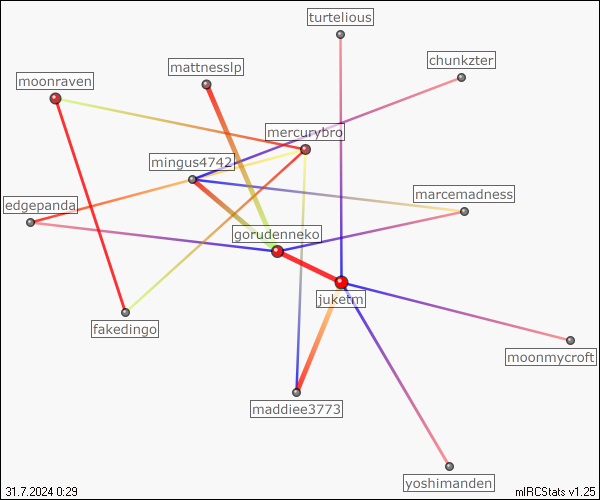 turtelious
chunkzter
mattnesslp
moonraven
mercurybro
mingus4742
marcemadness
edgepanda
gordenneko
juketm
fakedingo
moonmycroft
maddiee3773
yoshimanden
31.7.2024 0:29
mIRCStats v1.25